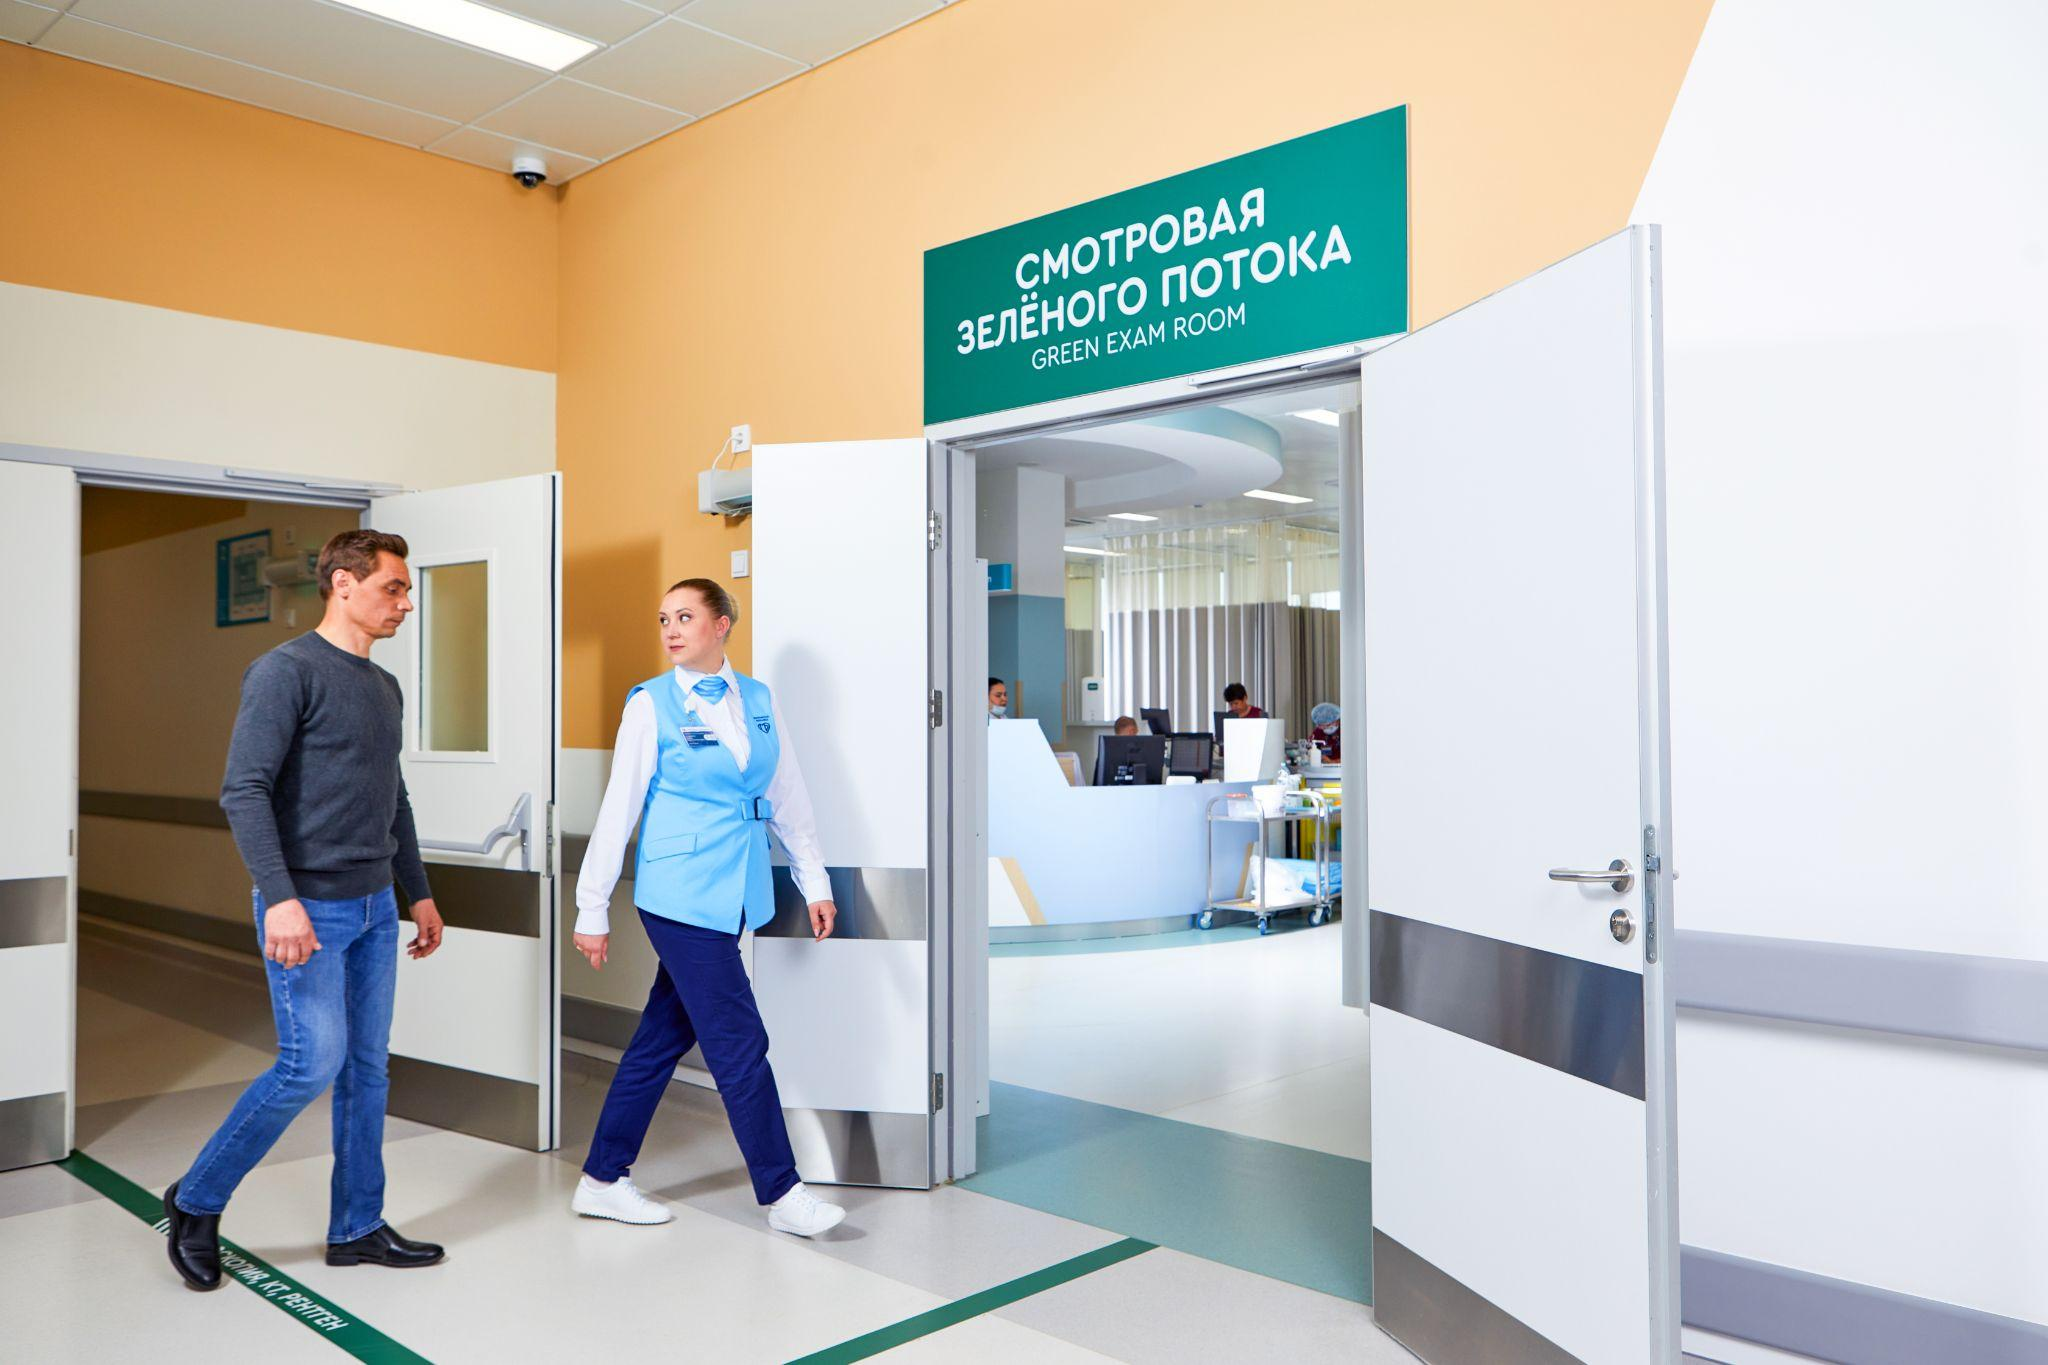 СМОТРОВАЯ
ЗЕЛЁНОГО ПОТОКА
GREEN EXAM ROOM
КТ, РЕНТГЕН